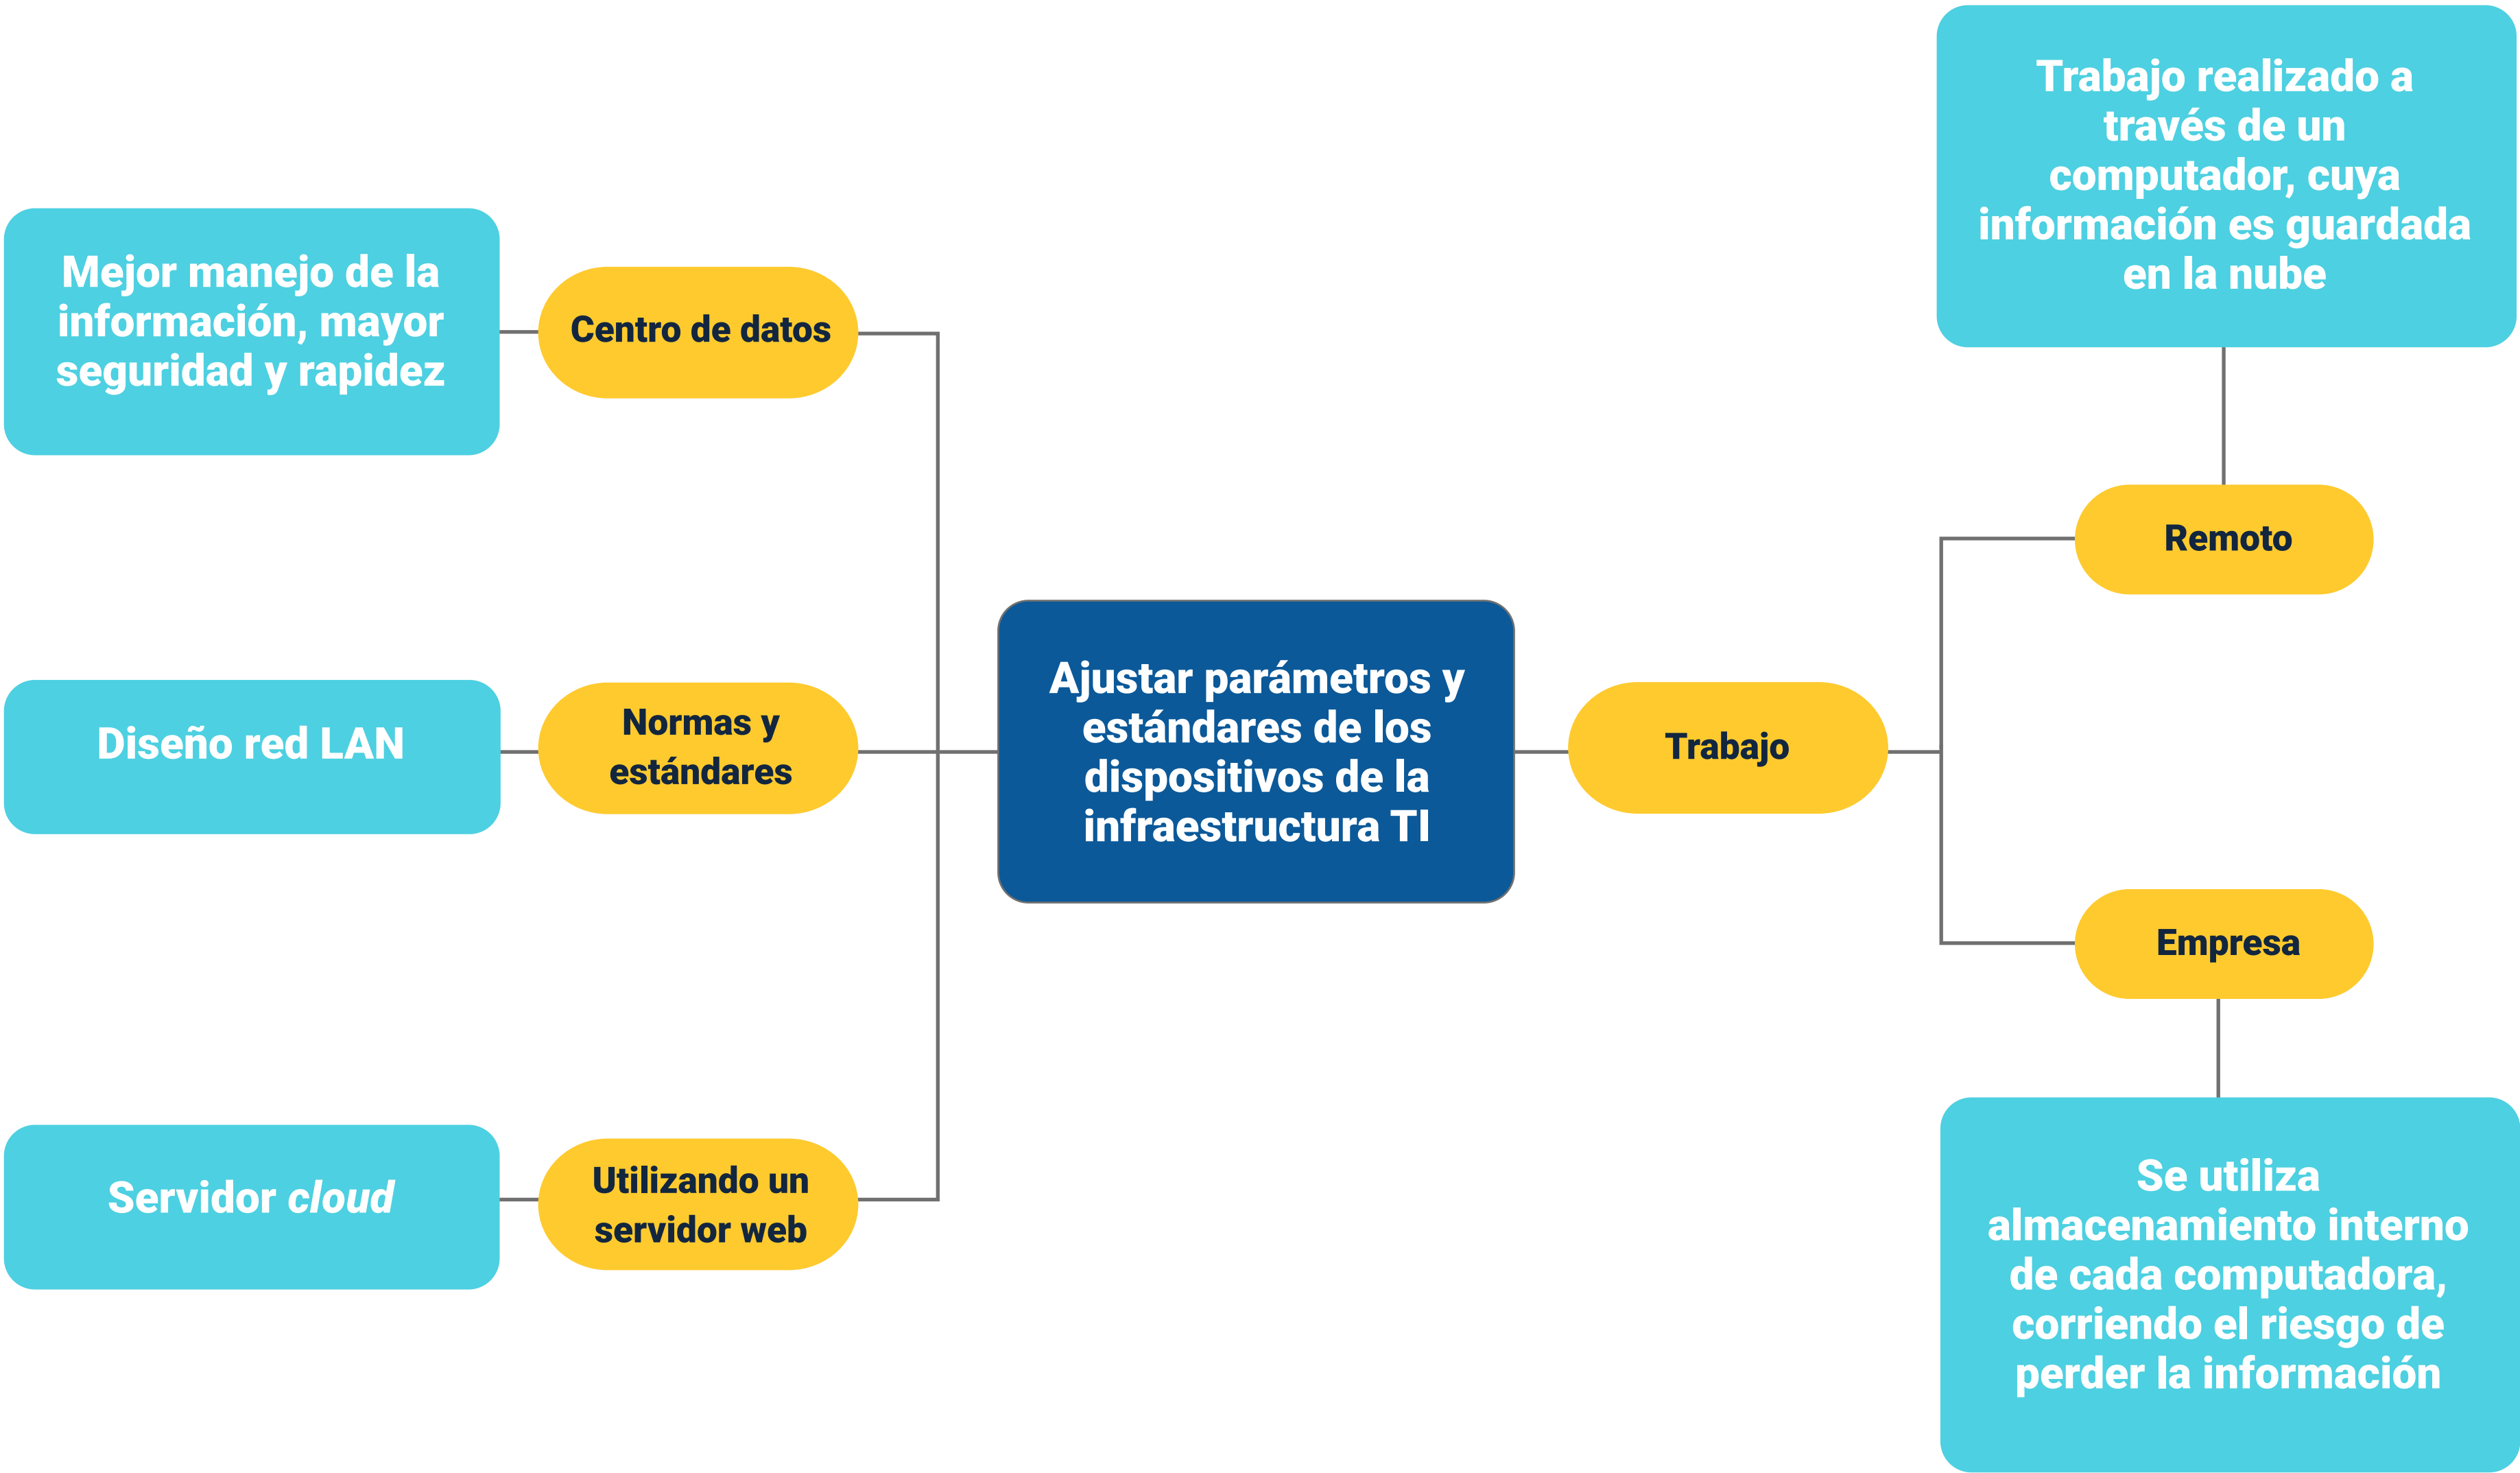 Mejor manejo de la
información, mayor
seguridad y rapidez
Centro de datos
Diseño red LAN
Normas y
estándares
Servidor cloud
Utilizando un
servidor web
Ajustar parámetros y
estándares de los
dispositivos de la
infraestructura TI
Trabajo
Trabajo realizado a
través de un
computador, cuya
información es guardada
en la nube
Remoto
Empresa
Se utiliza
almacenamiento interno
de cada computadora,
corriendo el riesgo de
perder la información